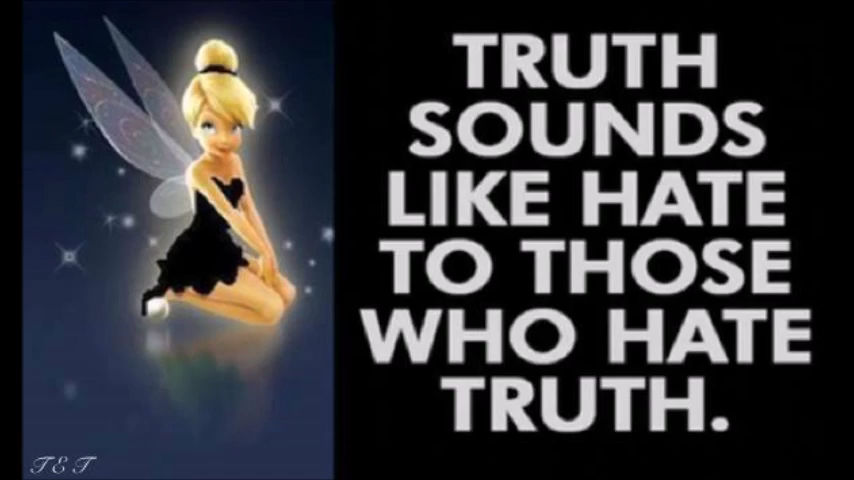 TRUTH
SOUNDS
LIKE HATE
TO THOSE
WHO HATE
TRUTH.
T&T